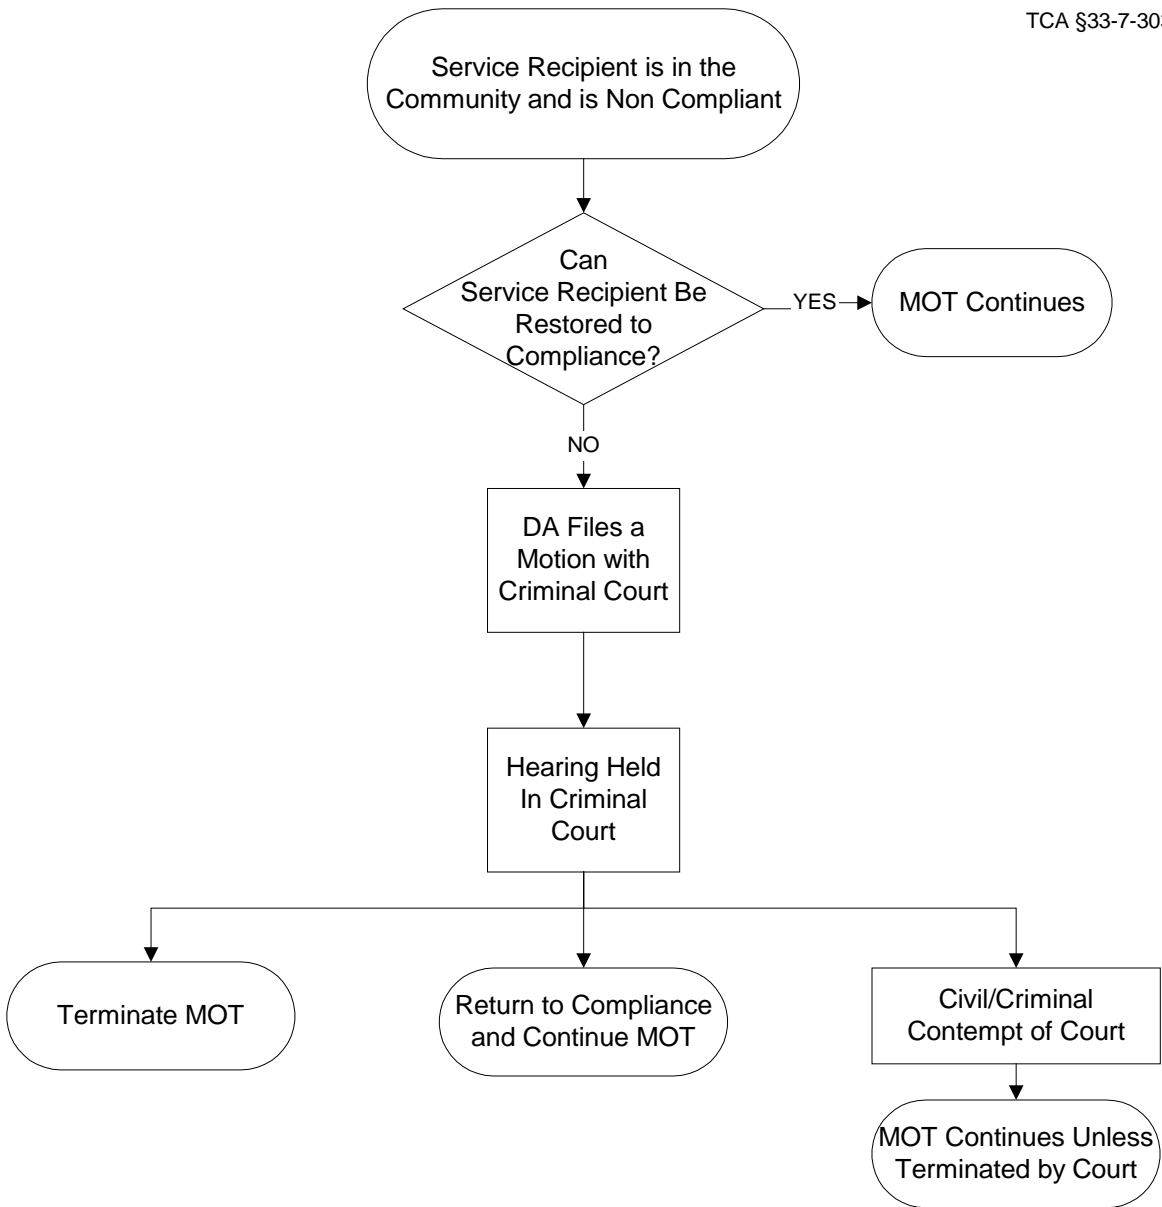 TCA §33-7-303
Service Recipient is in the
Community and is Non Compliant
Can
Service Recipient Be
Restored to
Compliance?
YES
MOT Continues
NO
DA Files a
Motion with
Criminal Court
Hearing Held
In Criminal
Court
Terminate MOT
Return to Compliance
and Continue MOT
Civil/Criminal
Contempt of Court
MOT Continues Unless
Terminated by Court